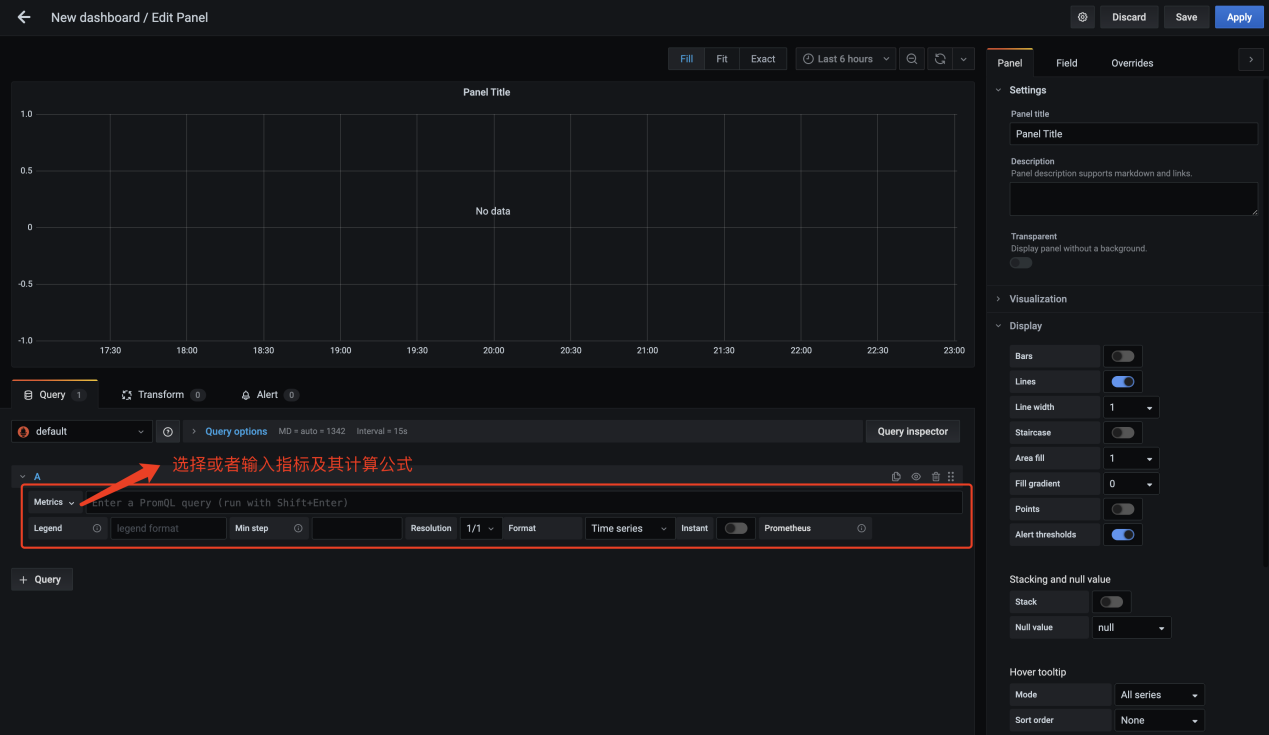 New dashboard / Edit Panel
Discard
Save
Apply
Fill
Fit
Exact
Last 6 hours
Panel Title
1.0
0.5
0
-0.5
-1.0
No data
17:30 18:00 18:30 19:00 19:30 20:00 20:30 21:00 21:30 22:00 22:30 23:00
Query 1
Transform 0
Alert 0
default
Query options MD = auto = 1342 Interval = 15s
Query inspector
选择或者输入指标及其计算公式
A
Metrics
Enter a PromQL query (run with Shift+Enter)
Legend legend format Min step Resolution 1/1 Format Time series Instant Prometheus
+ Query
Panel
Field
Overrides
Settings
Panel title
Panel Title
Description
Panel description supports markdown and links.
Transparent
Display panel without a background.
Visualization
Display
Bars
Lines
Line width 1
Staircase
Area fill 1
Fill gradient 0
Points
Alert thresholds
Stacking and null value
Stack
Null value null
Hover tooltip
Mode All series
Sort order None